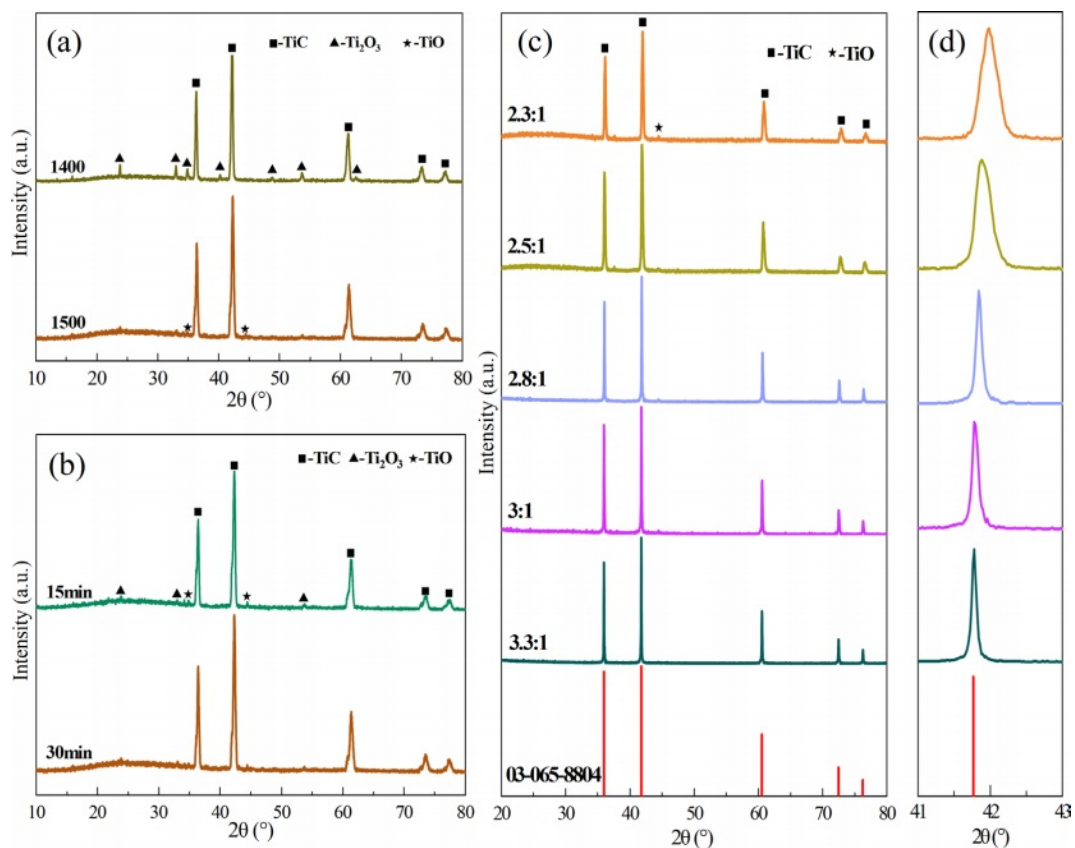 (a)
■-TiC ▲-Ti₂O₃ ★-TiO
1400
1500
Intensity (a.u.)
10 20 30 40 50 60 70 80
2θ (°)
(b)
■-TiC ▲-Ti₂O₃ ★-TiO
15min
30min
Intensity (a.u.)
10 20 30 40 50 60 70 80
2θ (°)
(c)
■-TiC ★-TiO
2.3:1
2.5:1
2.8:1
3:1
3.3:1
03-065-8804
Intensity (a.u.)
20 30 40 50 60 70 80
2θ (°)
(d)
41 42 43
2θ (°)